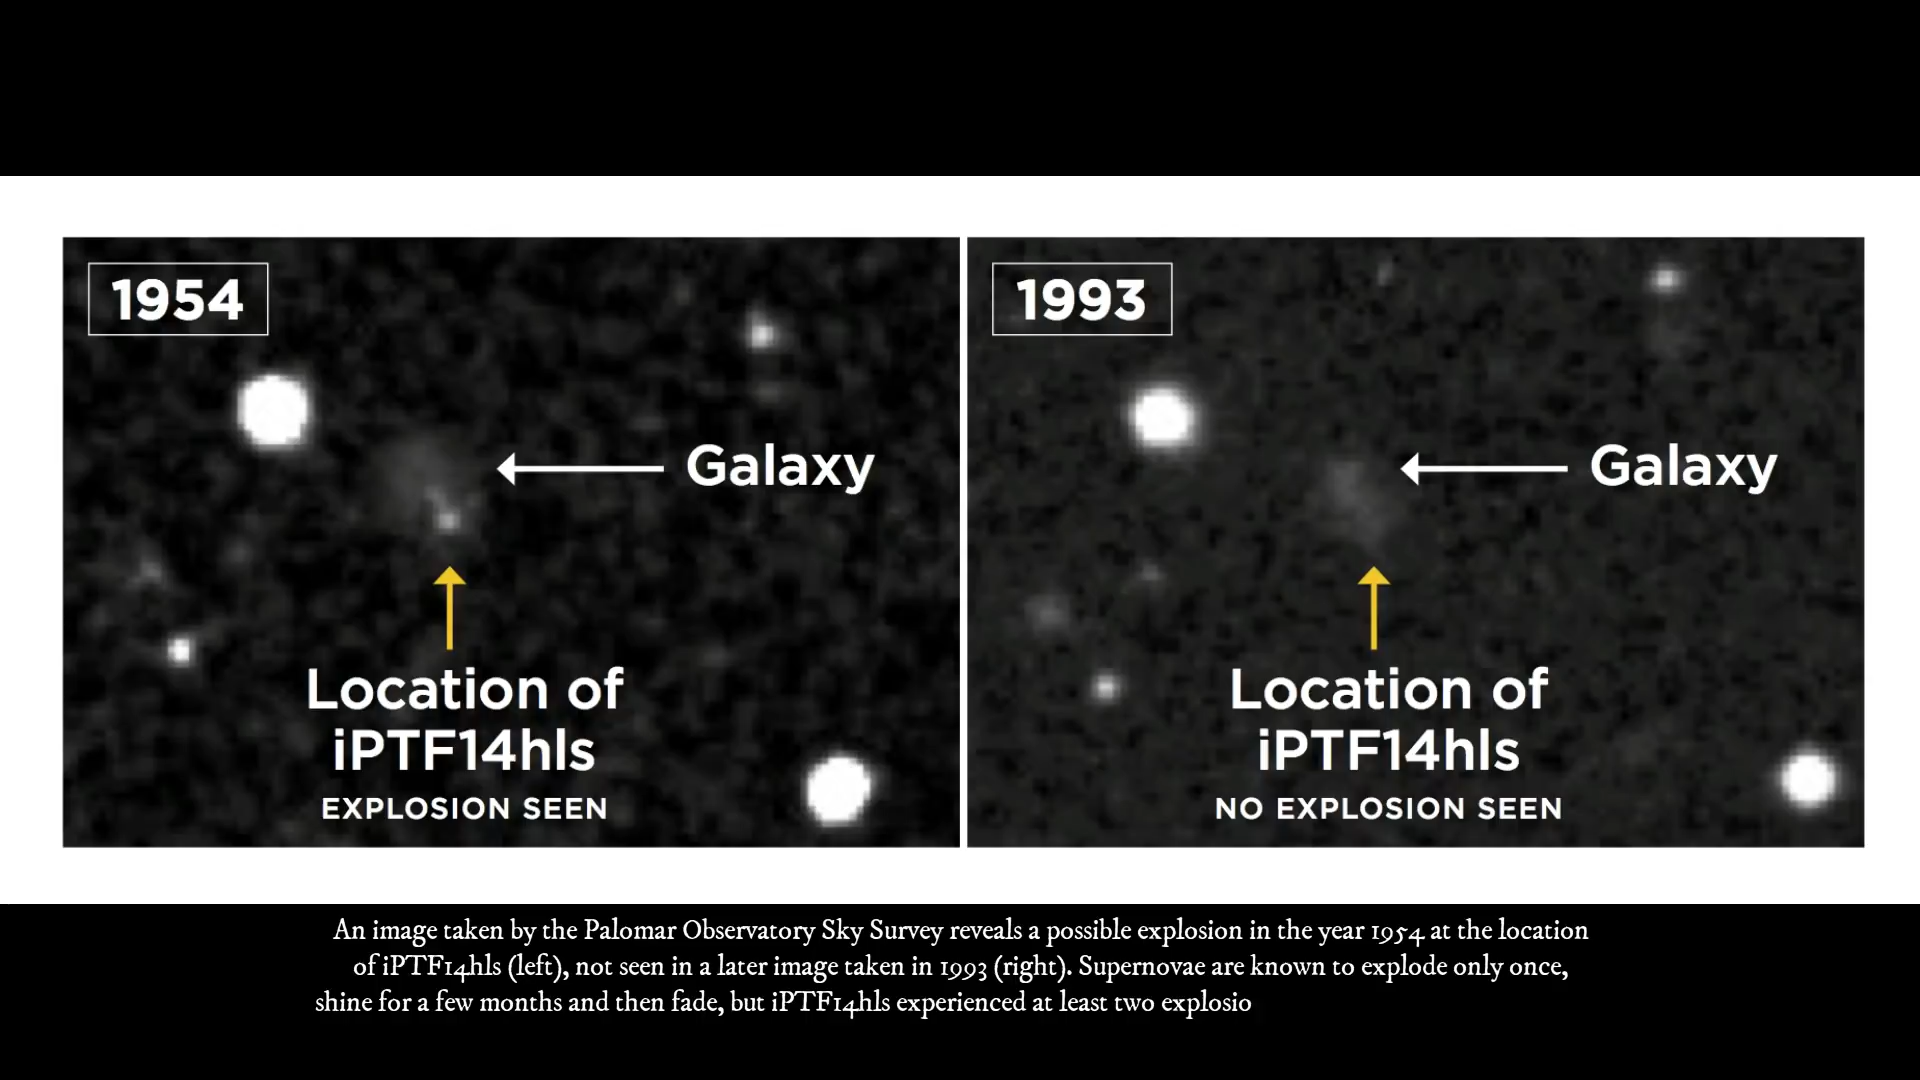 1954
Galaxy
Location of
iPTF14hls
EXPLOSION SEEN
1993
Galaxy
Location of
iPTF14hls
NO EXPLOSION SEEN
An image taken by the Palomar Observatory Sky Survey reveals a possible explosion in the year 1954 at the location
of iPTF14hls (left), not seen in a later image taken in 1993 (right). Supernovae are known to explode only once,
shine for a few months and then fade, but iPTF14hls experienced at least two explosio